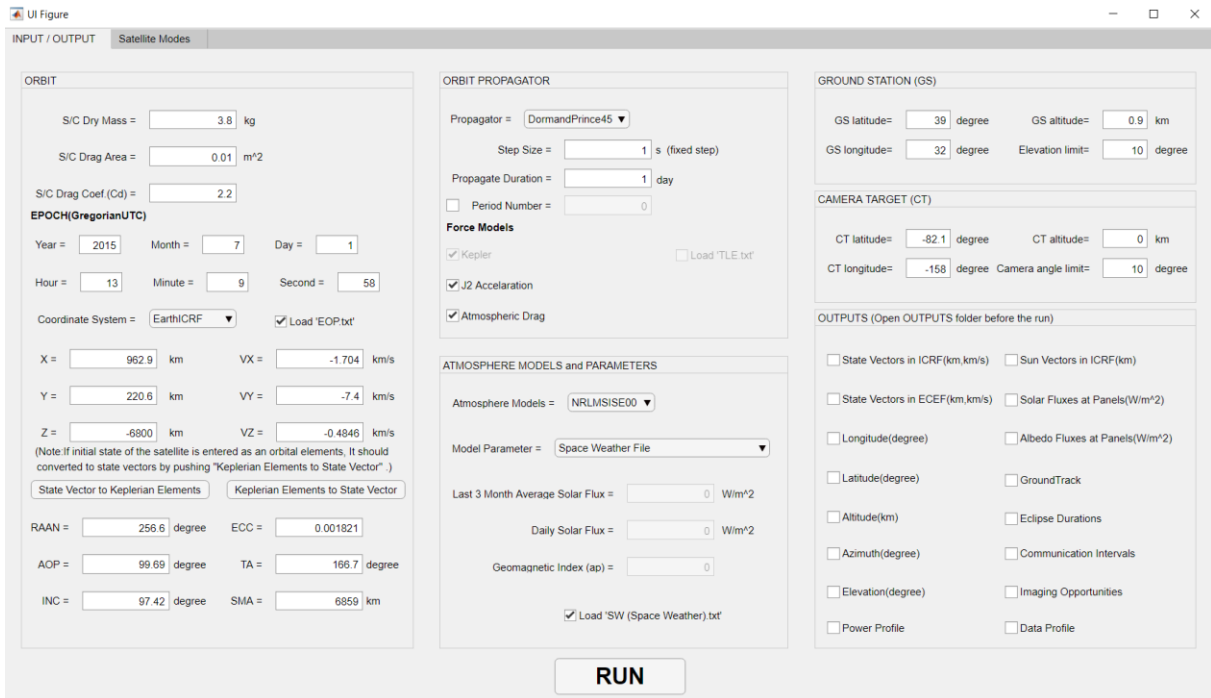 UI Figure
INPUT / OUTPUT Satellite Modes
ORBIT
S/C Dry Mass = 3.8 kg
S/C Drag Area = 0.01 m^2
S/C Drag Coef.(Cd) = 2.2
EPOCH(GregorianUTC)
Year = 2015 Month = 7 Day = 1
Hour = 13 Minute = 9 Second = 58
Coordinate System = EarthICRF Load 'EOP.txt'
X = 962.9 km VX = -1.704 km/s
Y = 220.6 km VY = -7.4 km/s
Z = -6800 km VZ = -0.4846 km/s
(Note:If initial state of the satellite is entered as an orbital elements, It should
converted to state vectors by pushing "Keplerian Elements to State Vector" .)
State Vector to Keplerian Elements Keplerian Elements to State Vector
RAAN = 256.6 degree ECC = 0.001821
AOP = 99.69 degree TA = 166.7 degree
INC = 97.42 degree SMA = 6859 km
ORBIT PROPAGATOR
Propagator = DormandPrince45
Step Size = 1 s (fixed step)
Propagate Duration = 1 day
Period Number = 0
Force Models
Kepler Load 'TLE.txt'
J2 Accelaration
Atmospheric Drag
ATMOSPHERE MODELS and PARAMETERS
Atmosphere Models = NRLMSISE00
Model Parameter = Space Weather File
Last 3 Month Average Solar Flux = 0 W/m^2
Daily Solar Flux = 0 W/m^2
Geomagnetic Index (ap) = 0
Load 'SW (Space Weather).txt'
GROUND STATION (GS)
GS latitude= 39 degree GS altitude= 0.9 km
GS longitude= 32 degree Elevation limit= 10 degree
CAMERA TARGET (CT)
CT latitude= -82.1 degree CT altitude= 0 km
CT longitude= -158 degree Camera angle limit= 10 degree
OUTPUTS (Open OUTPUTS folder before the run)
State Vectors in ICRF(km,km/s) Sun Vectors in ICRF(km)
State Vectors in ECEF(km,km/s) Solar Fluxes at Panels(W/m^2)
Longitude(degree) Albedo Fluxes at Panels(W/m^2)
Latitude(degree) GroundTrack
Altitude(km) Eclipse Durations
Azimuth(degree) Communication Intervals
Elevation(degree) Imaging Opportunities
Power Profile Data Profile
RUN